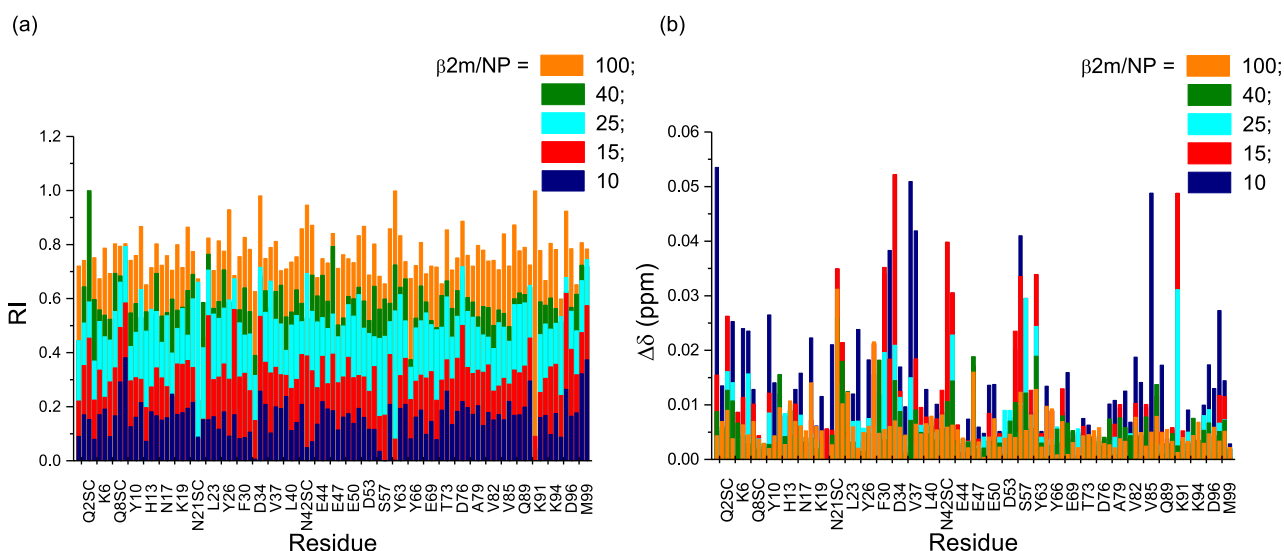 (a)
β2m/NP = 100;
40;
25;
15;
10
RI
1.2
1.0
0.8
0.6
0.4
0.2
0.0
Q2SC K6 Q8SC Y10 H13 N17 K19 N21SC L23 Y26 F30 D34 V37 L40 N42SC E44 E47 E50 D53 S57 Y63 Y66 E69 T73 D76 A79 V82 V85 Q89 K91 K94 D96 M99
Residue
(b)
β2m/NP = 100;
40;
25;
15;
10
Δδ (ppm)
0.06
0.05
0.04
0.03
0.02
0.01
0.00
Q2SC K6 Q8SC Y10 H13 N17 K19 N21SC L23 Y26 F30 D34 V37 L40 N42SC E44 E47 E50 D53 S57 Y63 Y66 E69 T73 D76 A79 V82 V85 Q89 K91 K94 D96 M99
Residue